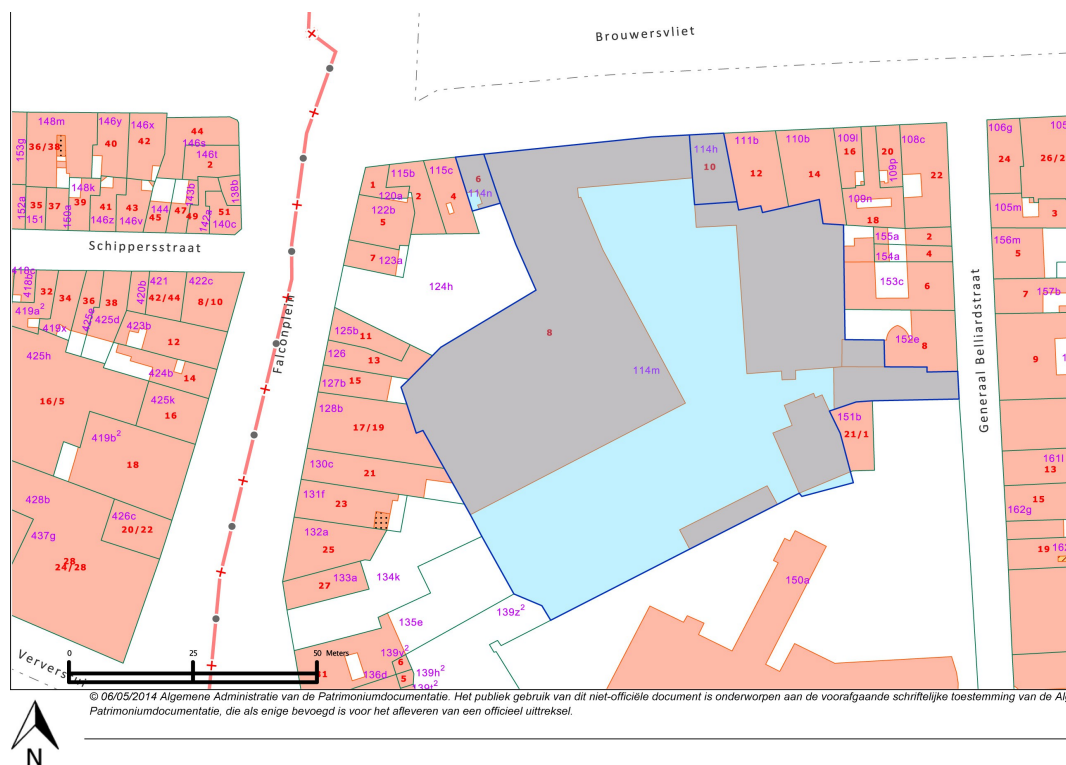 Brouwersvliet
153g
148m
36/38
146y
40
146x
42
44
146s
146t
2
148k
152a
35
151
37
150a
39
41
146z
43
146v
144
45
47
143b
49
142a
51
140c
138b
Schippersstraat
1
115b
120a
2
115c
4
122b
5
7
123a
6
114n
114h
10
111b
12
110b
14
109l
16
109n
18
20
109p
108c
22
155a
2
154a
4
153c
6
152e
8
106g
24
105
26/2
105m
3
156m
5
7
157b
9
124h
8
114m
418c
418b
32
419a²
34
419x
36
425e
38
425d
420b
421
42/44
422c
8/10
423b
12
424b
14
425h
425k
16
16/5
419b²
18
428b
426c
20/22
437g
28
24/28
Falconplein
125b
11
126
13
127b
15
128b
17/19
130c
21
131f
23
132a
25
133a
27
134k
135e
139z²
139v²
6
136d
5
139h²
139t²
151b
21/1
150a
Generaal Belliardstraat
161l
13
15
162g
19
162
0 25 50 Meters
© 06/05/2014 Algemene Administratie van de Patrimoniumdocumentatie. Het publiek gebruik van dit niet-officiële document is onderworpen aan de voorafgaande schriftelijke toestemming van de Alg
Patrimoniumdocumentatie, die als enige bevoegd is voor het afleveren van een officieel uittreksel.
N